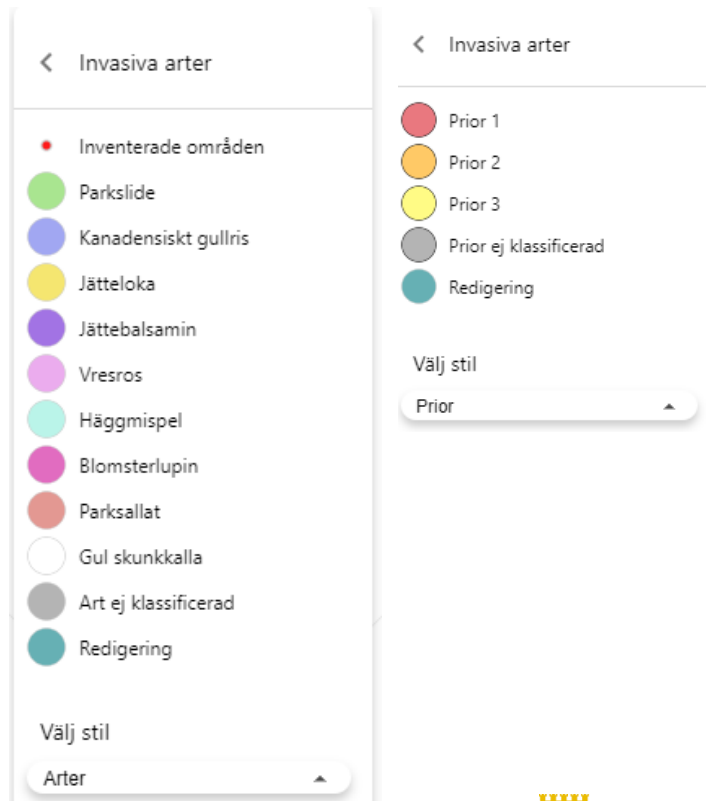 Invasiva arter
Inventerade områden
Parkslide
Kanadensiskt gullris
Jätteloka
Jättebalsamin
Vresros
Häggmispel
Blomsterlupin
Parksallat
Gul skunkkalla
Art ej klassificerad
Redigering
Välj stil
Arter
Invasiva arter
Prior 1
Prior 2
Prior 3
Prior ej klassificerad
Redigering
Välj stil
Prior